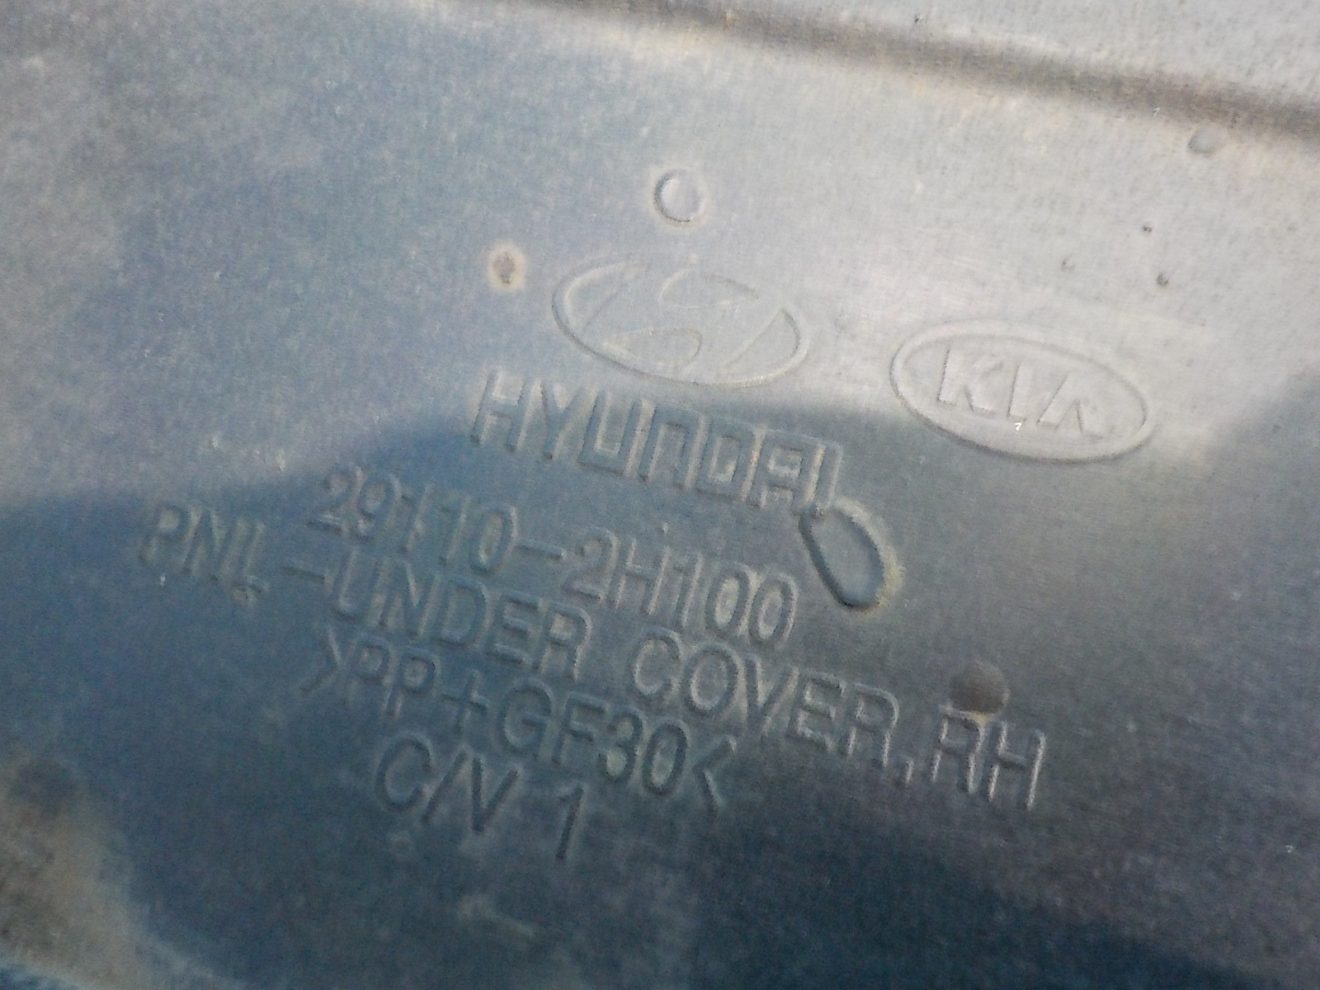 KIA
HYUNDAI
29110-2H100
PNL-UNDER COVER,RH
>PP+GF30<
C/V 1